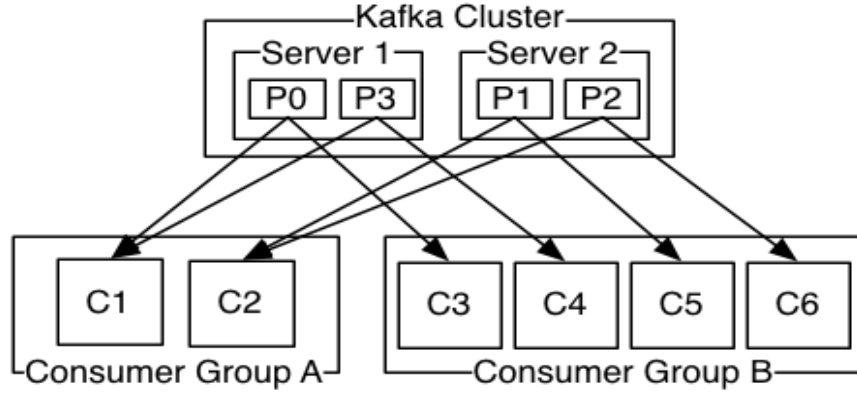 Kafka Cluster
Server 1 Server 2
P0 P3 P1 P2
C1 C2 C3 C4 C5 C6
Consumer Group A Consumer Group B